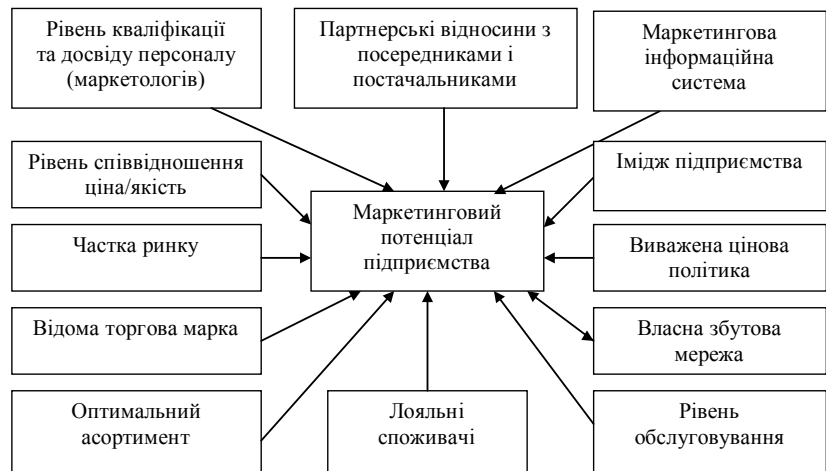 Рівень кваліфікації
та досвіду персоналу
(маркетологів)
Партнерські відносини з
посередниками і
постачальниками
Маркетингова
інформаційна
система
Рівень співвідношення
ціна/якість
Маркетинговий
потенціал
підприємства
Імідж підприємства
Частка ринку
Виважена цінова
політика
Відома торгова марка
Власна збутова
мережа
Оптимальний
асортимент
Лояльні
споживачі
Рівень
обслуговування